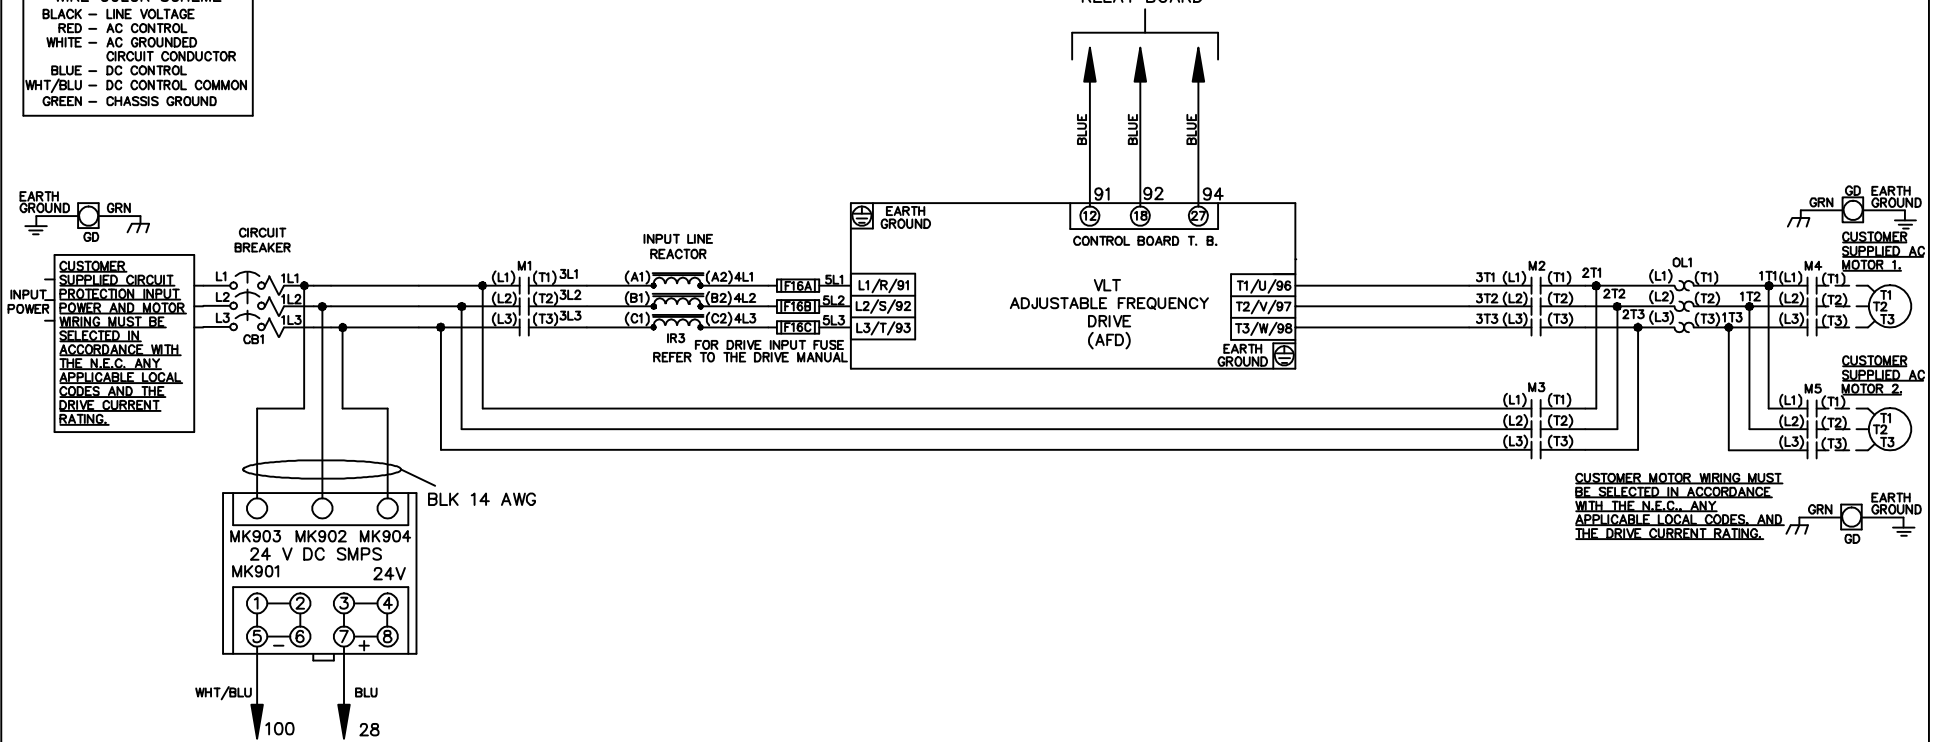 BLACK – LINE VOLTAGE
RED – AC CONTROL
WHITE – AC GROUNDED
CIRCUIT CONDUCTOR
BLUE – DC CONTROL
WHT/BLU – DC CONTROL COMMON
GREEN – CHASSIS GROUND
BLUE
BLUE
BLUE
91
92
94
12
18
27
CONTROL BOARD T. B.
EARTH
GROUND
GRN
GD
CIRCUIT
BREAKER
INPUT
POWER
CUSTOMER
SUPPLIED CIRCUIT
PROTECTION INPUT
POWER AND MOTOR
WIRING MUST BE
SELECTED IN
ACCORDANCE WITH
THE N.E.C. ANY
APPLICABLE LOCAL
CODES AND THE
DRIVE CURRENT
RATING.
L1
L2
L3
1L1
1L2
1L3
CB1
M1
(L1) (T1) 3L1
(L2) (T2) 3L2
(L3) (T3) 3L3
INPUT LINE
REACTOR
(A1) (A2) 4L1
(B1) (B2) 4L2
(C1) (C2) 4L3
IR3
IF16A
IF16B
IF16C
5L1
5L2
5L3
FOR DRIVE INPUT FUSE
REFER TO THE DRIVE MANUAL
EARTH
GROUND
L1/R/91
L2/S/92
L3/T/93
VLT
ADJUSTABLE FREQUENCY
DRIVE
(AFD)
T1/U/96
T2/V/97
T3/W/98
EARTH
GROUND
M2
3T1 (L1) (T1) 2T1
3T2 (L2) (T2) 2T2
3T3 (L3) (T3) 2T3
OL1
(L1) (T1) 1T1
(L2) (T2) 1T2
(L3) (T3) 1T3
M4
(L1) (T1)
(L2) (T2)
(L3) (T3)
T1
T2
T3
GRN
GD
EARTH
GROUND
CUSTOMER
SUPPLIED AC
MOTOR 1.
M3
(L1) (T1)
(L2) (T2)
(L3) (T3)
CUSTOMER
SUPPLIED AC
MOTOR 2.
M5
(L1) (T1)
(L2) (T2)
(L3) (T3)
T1
T2
T3
CUSTOMER MOTOR WIRING MUST
BE SELECTED IN ACCORDANCE
WITH THE N.E.C., ANY
APPLICABLE LOCAL CODES, AND
THE DRIVE CURRENT RATING.
GRN
GD
EARTH
GROUND
BLK 14 AWG
MK903 MK902 MK904
24 V DC SMPS
MK901 24V
1 2 3 4
5 6 7 8
– +
WHT/BLU
BLU
100
28